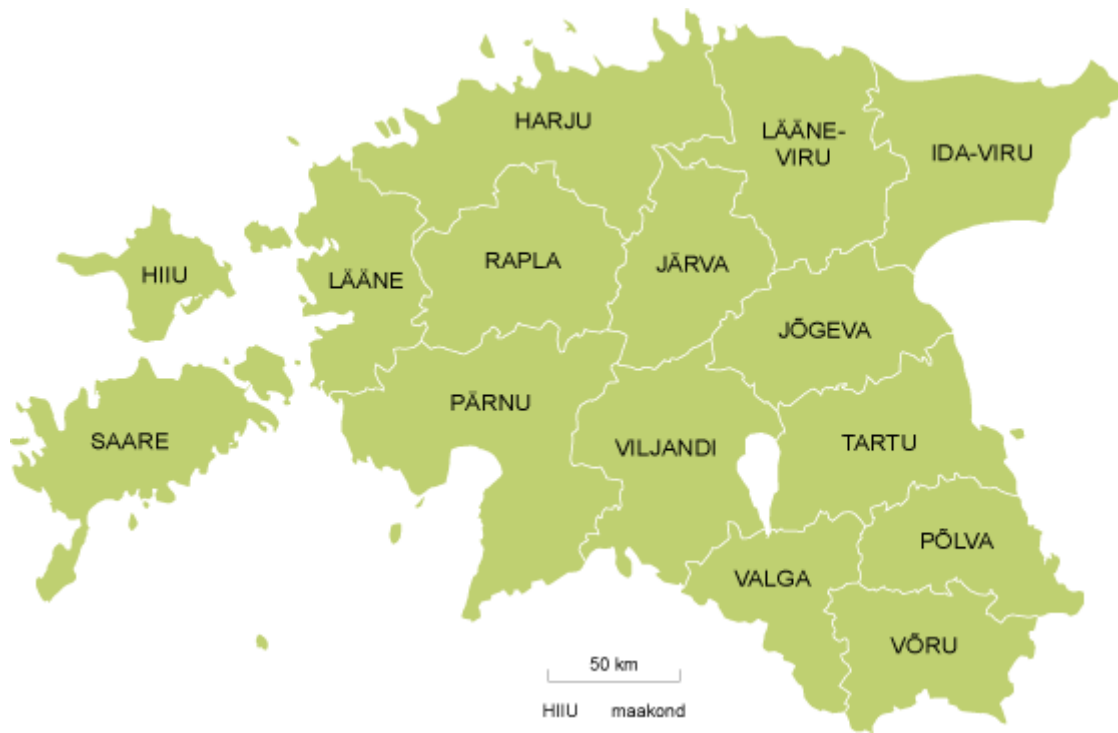 HARJU
LÄÄNE-
VIRU
IDA-VIRU
HIIU
LÄÄNE
RAPLA
JÄRVA
JÕGEVA
SAARE
PÄRNU
VILJANDI
TARTU
PÕLVA
VALGA
VÕRU
50 km
HIIU maakond